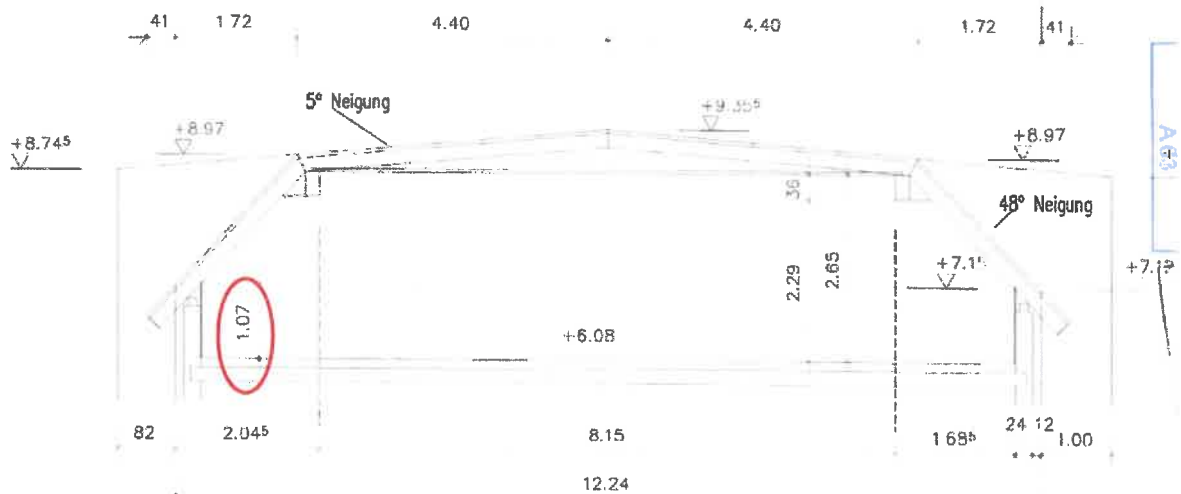 41 1.72 4.40 4.40 1.72 41
5° Neigung
+9.35⁵
+8.97
+8.74⁵
+8.97
A 63
36
48° Neigung
2.29 2.65
+7.1⁵
1.07
+6.08
82 2.04⁵ 8.15 1.68⁵ 24 12 1.00
12.24